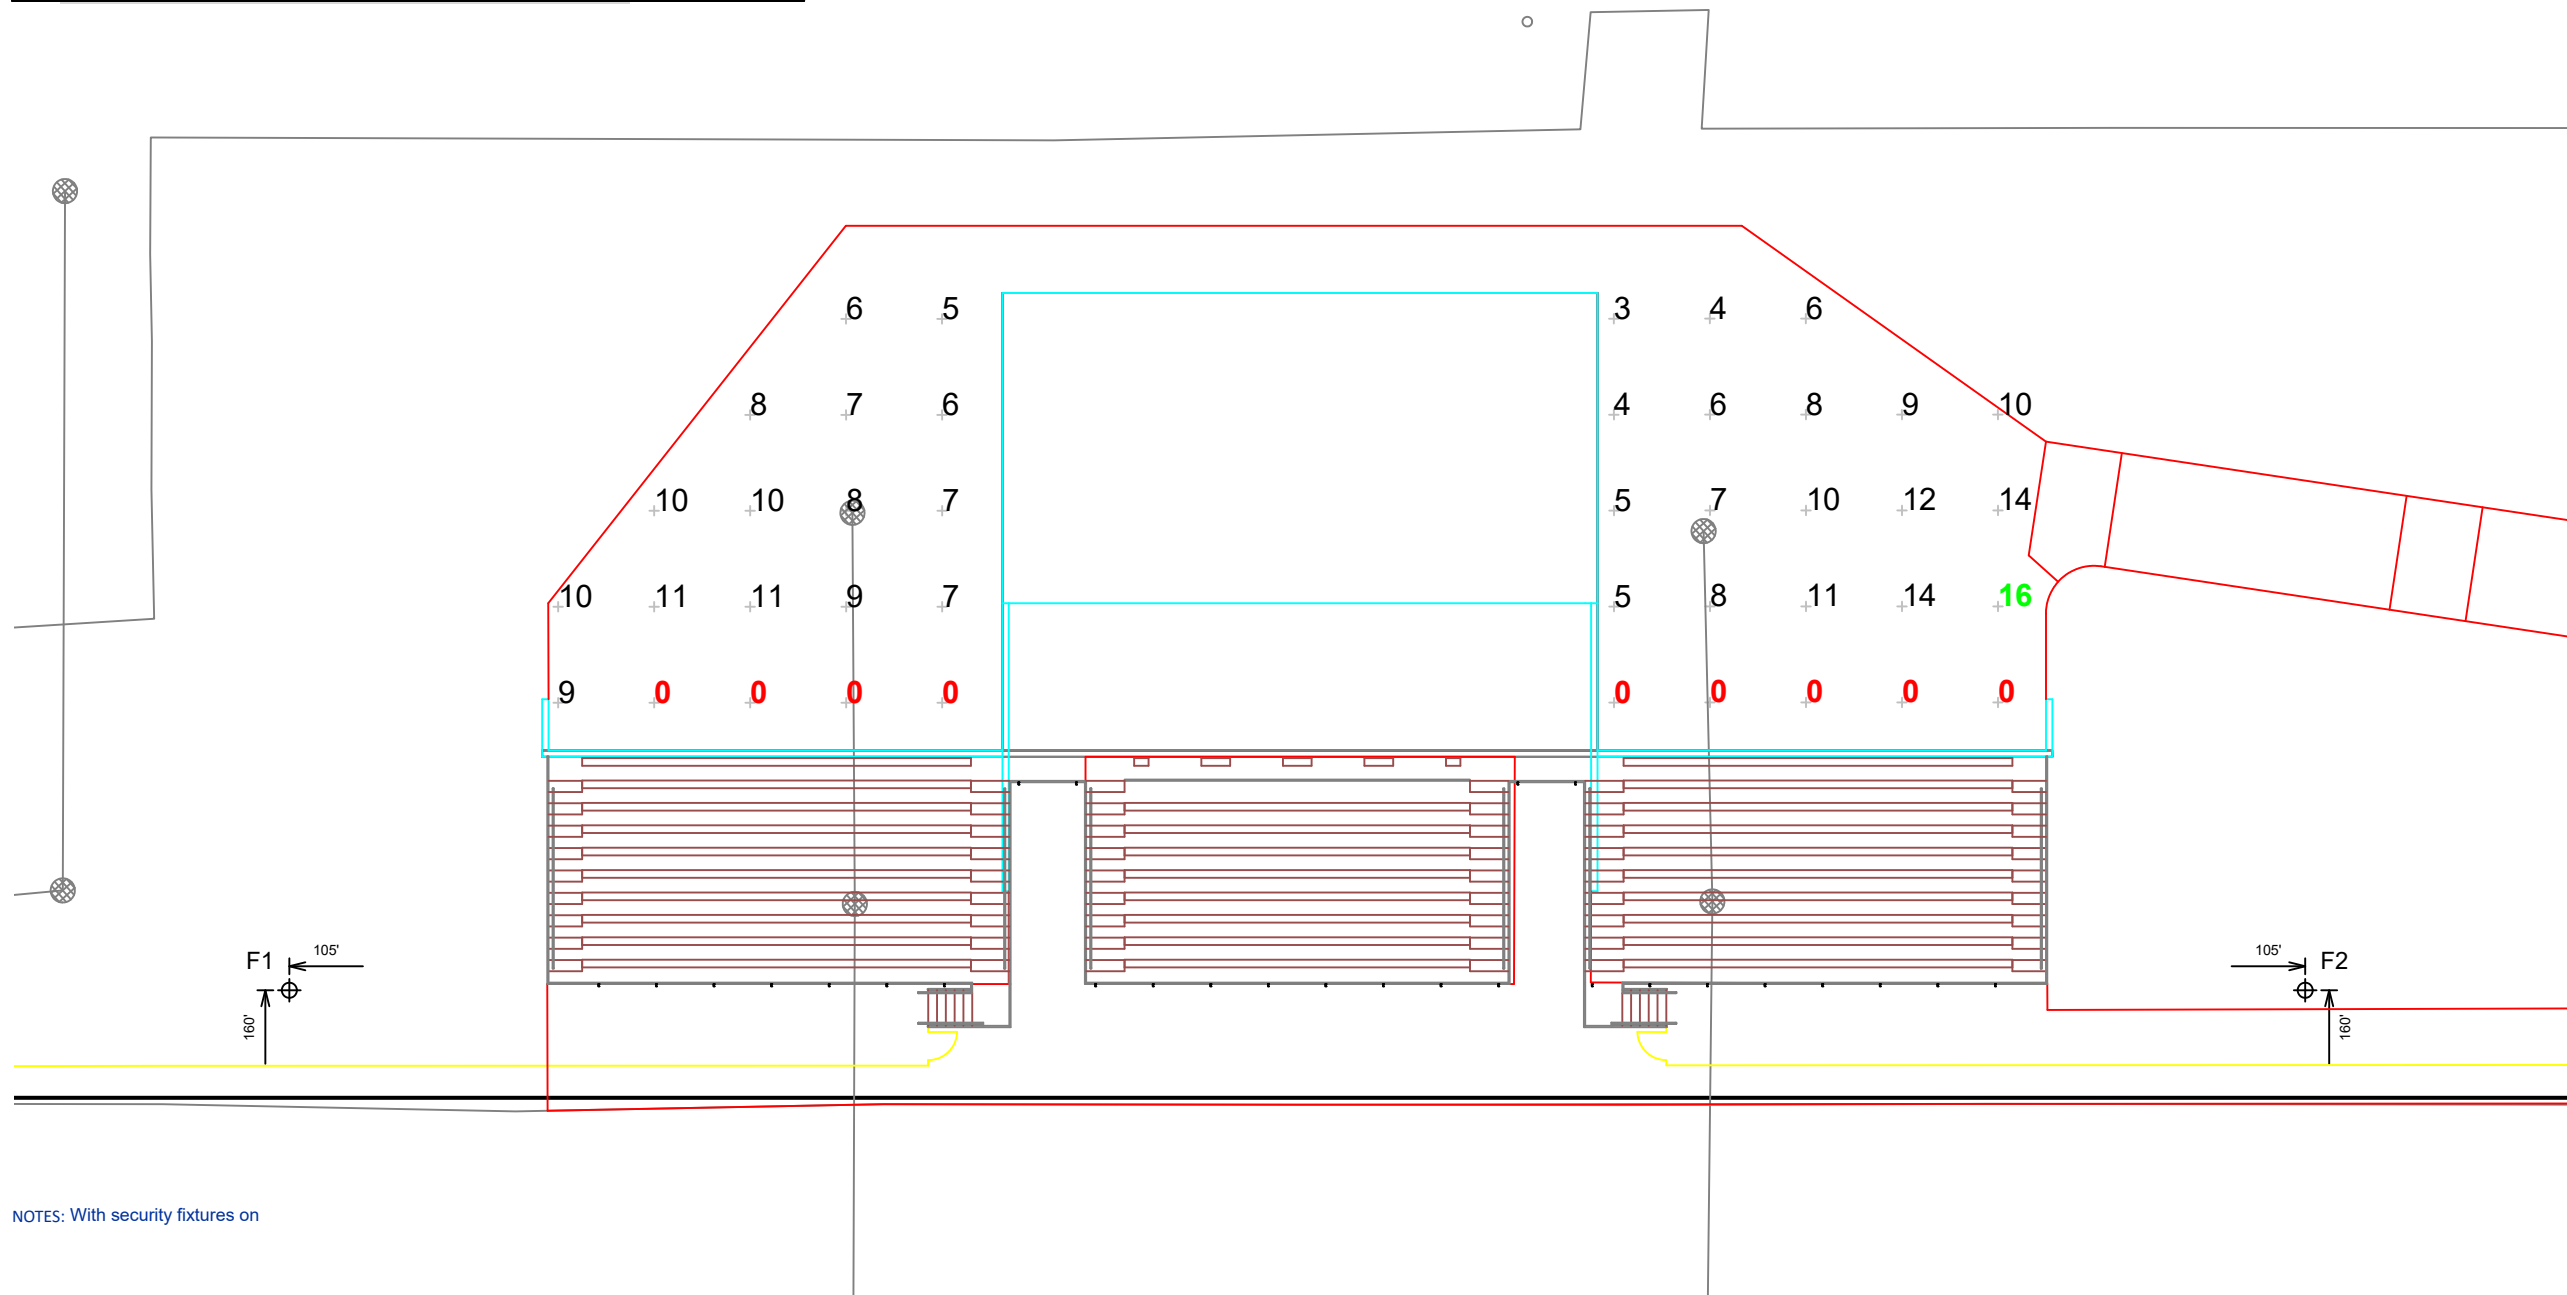 6 5 3 4 6
8 7 6 4 6 8 9 10
10 10 8 7 5 7 10 12 14
10 11 11 9 7 5 8 11 14 16
9 0 0 0 0 0 0 0 0 0
F1 105' 105' F2
160' 160'
NOTES: With security fixtures on